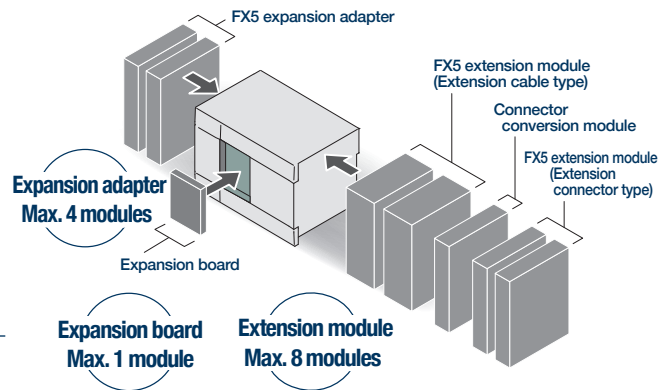 FX5 expansion adapter
FX5 extension module
(Extension cable type)
Connector
conversion module
FX5 extension module
(Extension
connector type)
Expansion adapter
Max. 4 modules
Expansion board
Expansion board
Max. 1 module
Extension module
Max. 8 modules